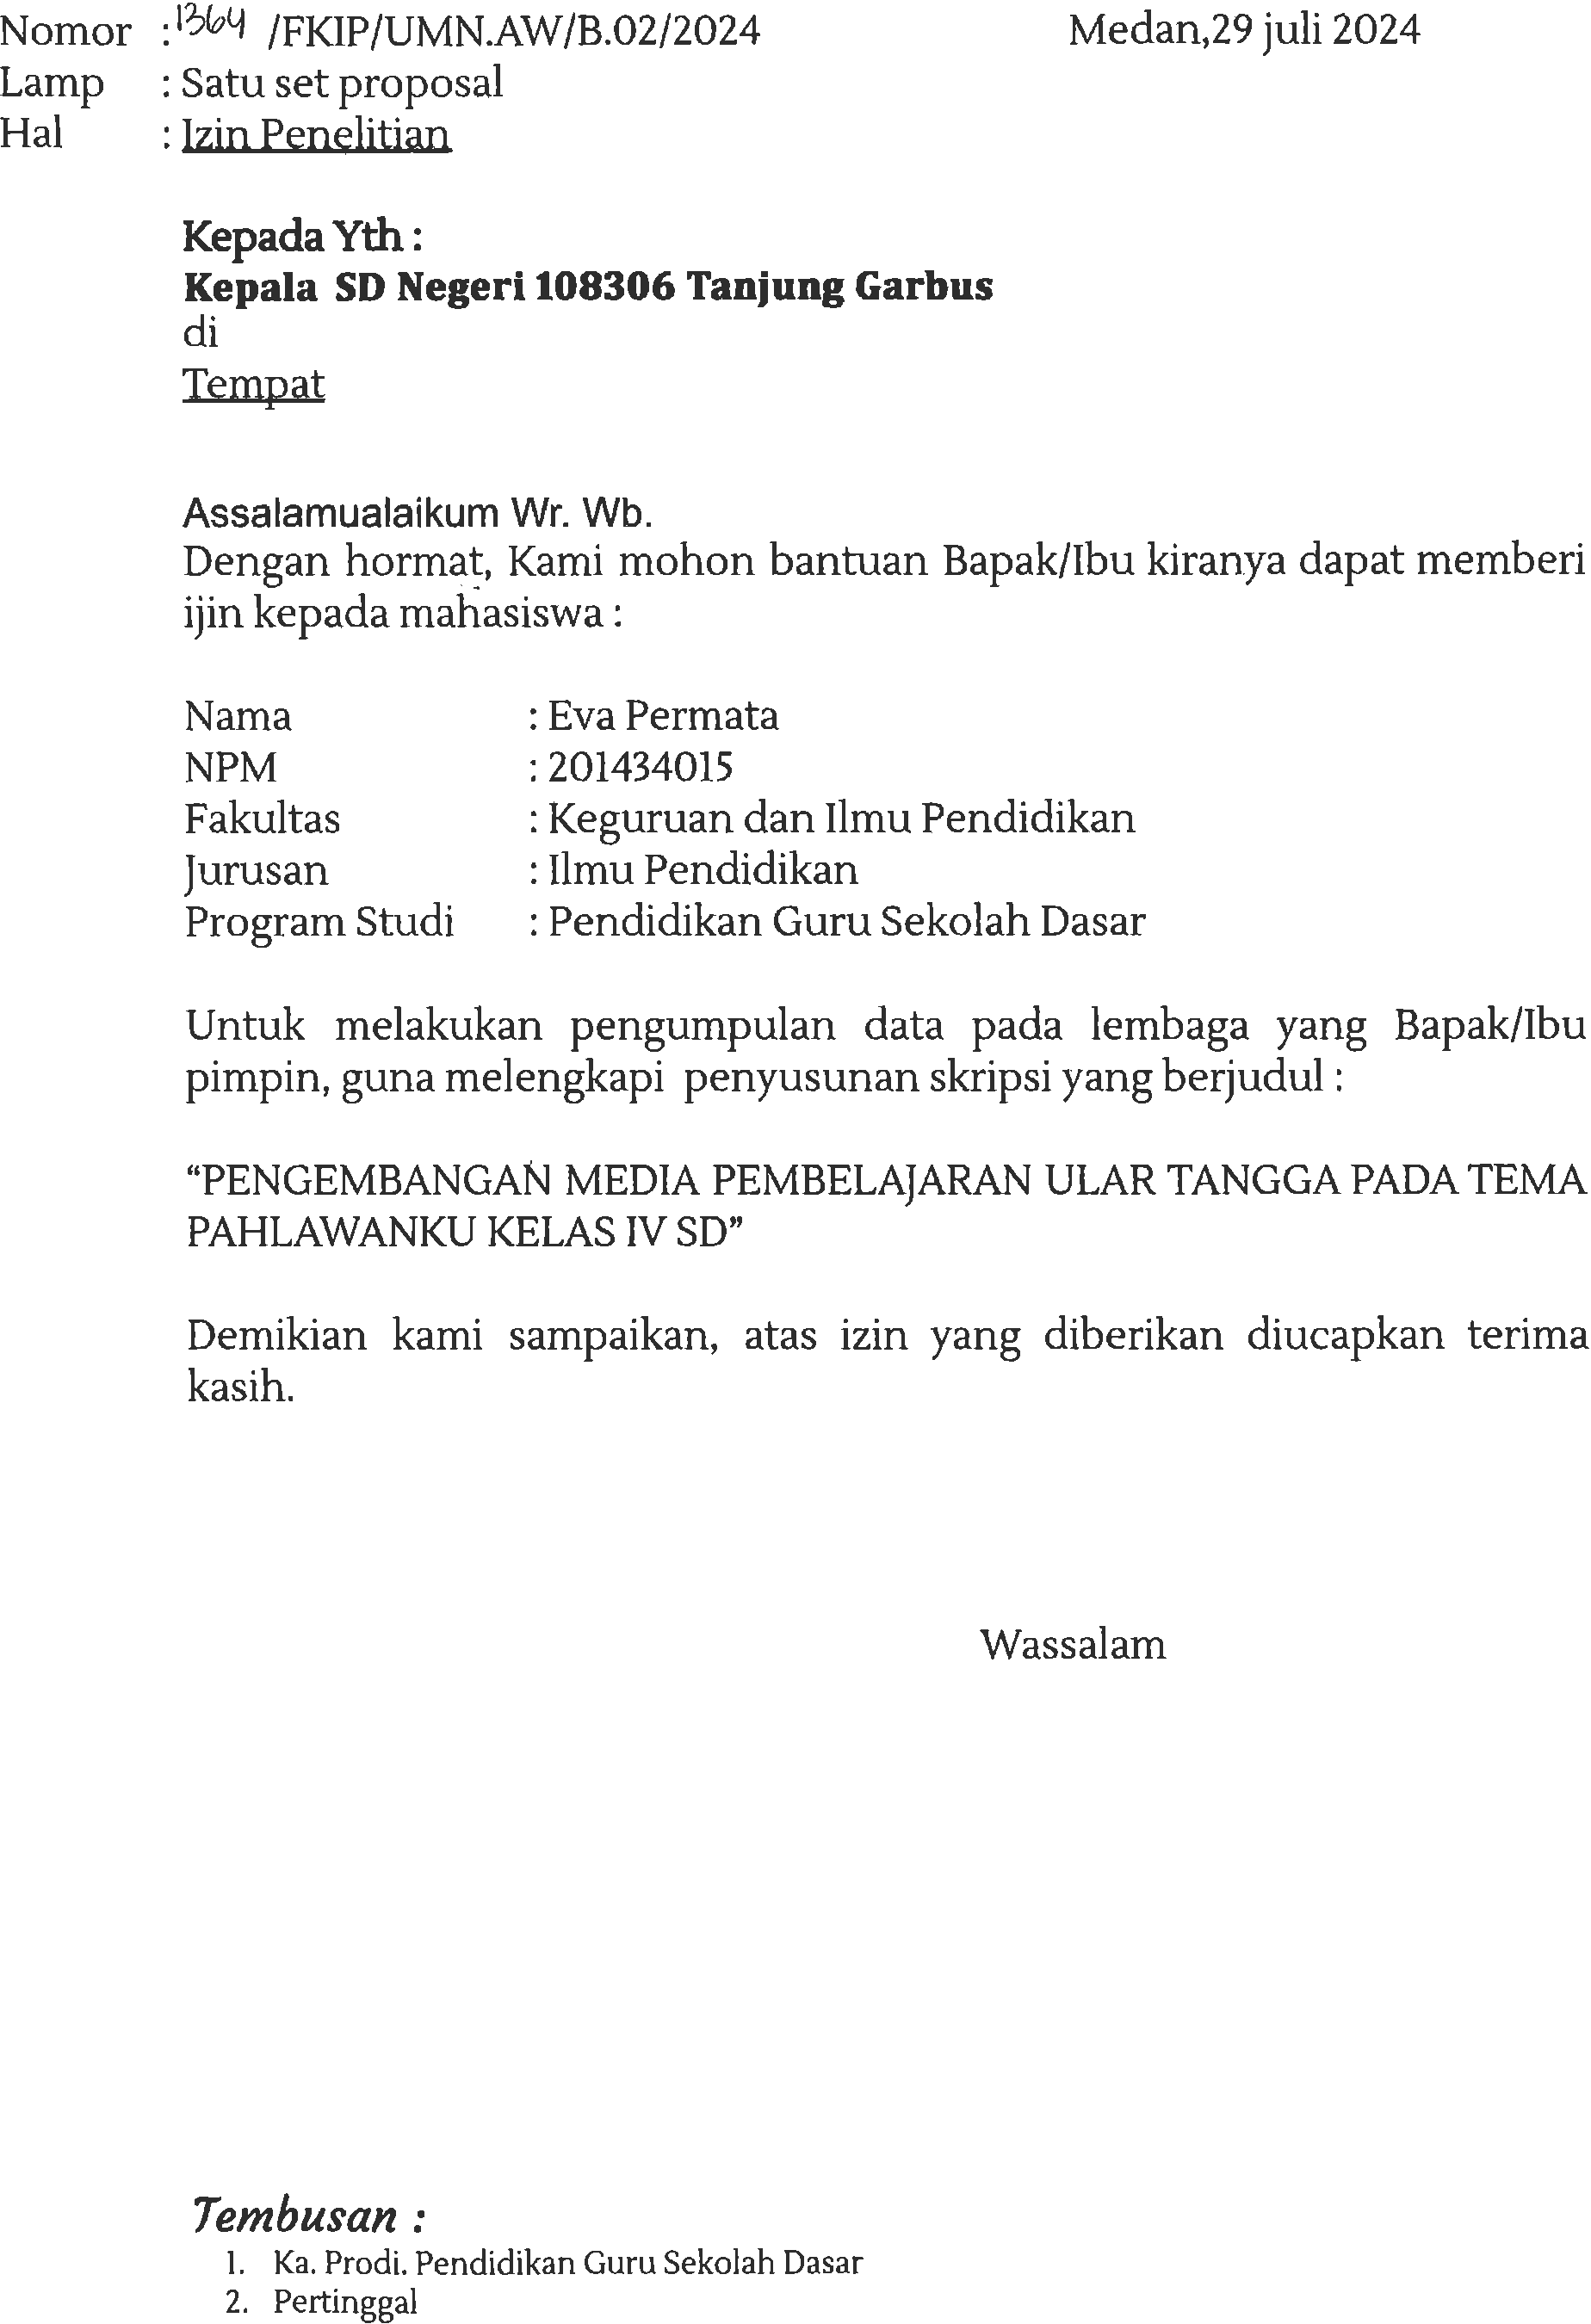 Nomor : 1364 /FKIP/UMN.AW/B.02/2024 Medan,29 juli 2024
Lamp : Satu set proposal
Hal : Izin Penelitian
Kepada Yth :
Kepala SD Negeri 108306 Tanjung Garbus
di
Tempat
Assalamualaikum Wr. Wb.
Dengan hormat, Kami mohon bantuan Bapak/Ibu kiranya dapat memberi
ijin kepada mahasiswa :
Nama : Eva Permata
NPM : 201434015
Fakultas : Keguruan dan Ilmu Pendidikan
Jurusan : Ilmu Pendidikan
Program Studi : Pendidikan Guru Sekolah Dasar
Untuk melakukan pengumpulan data pada lembaga yang Bapak/Ibu
pimpin, guna melengkapi penyusunan skripsi yang berjudul :
“PENGEMBANGAN MEDIA PEMBELAJARAN ULAR TANGGA PADA TEMA
PAHLAWANKU KELAS IV SD”
Demikian kami sampaikan, atas izin yang diberikan diucapkan terima
kasih.
Wassalam
Tembusan :
1. Ka. Prodi. Pendidikan Guru Sekolah Dasar
2. Pertinggal